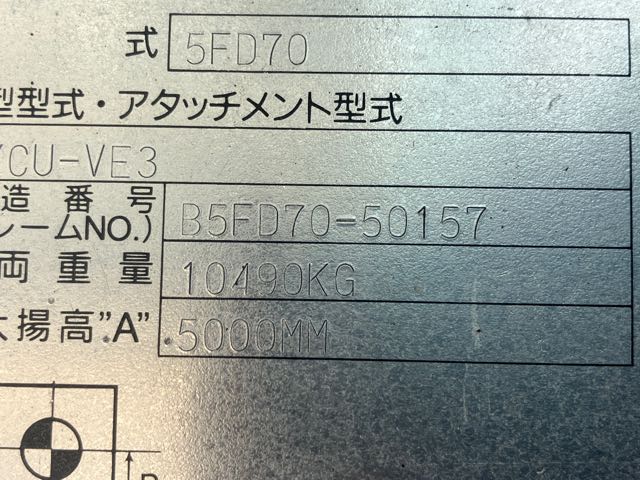 式 5FD70
型型式・アタッチメント型式
/CU-VE3
造番号 B5FD70-50157
レームNO.)
両重量 10490KG
大揚高"A" 5000MM